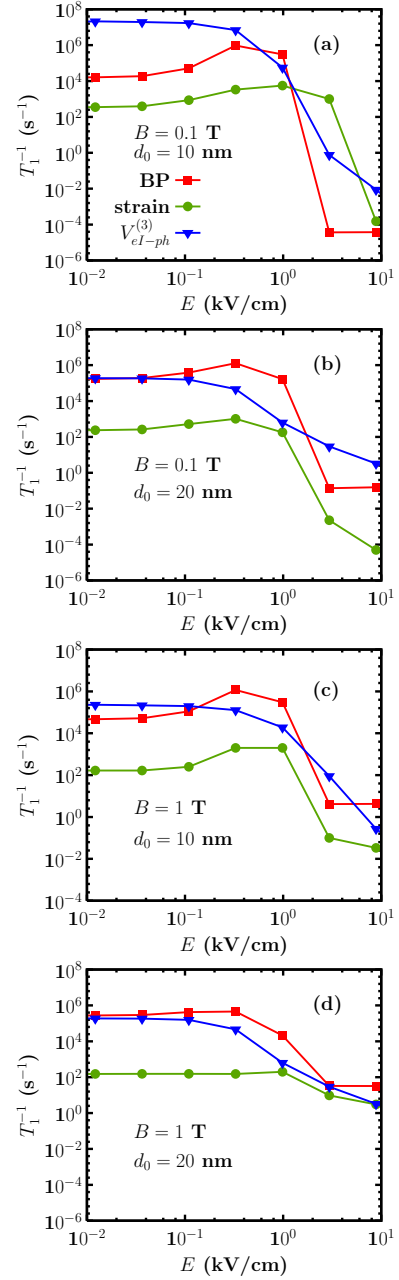 10^8
10^6
10^4
10^2
10^0
10^-2
10^-4
10^-6
T_1^-1 (s^-1)
(a)
B = 0.1 T
d_0 = 10 nm
BP
strain
V_{eI-ph}^{(3)}
10^-2 10^-1 10^0 10^1
E (kV/cm)
10^8
10^6
10^4
10^2
10^0
10^-2
10^-4
10^-6
T_1^-1 (s^-1)
(b)
B = 0.1 T
d_0 = 20 nm
10^-2 10^-1 10^0 10^1
E (kV/cm)
10^8
10^6
10^4
10^2
10^0
10^-2
10^-4
T_1^-1 (s^-1)
(c)
B = 1 T
d_0 = 10 nm
10^-2 10^-1 10^0 10^1
E (kV/cm)
10^8
10^6
10^4
10^2
10^0
10^-2
10^-4
10^-6
T_1^-1 (s^-1)
(d)
B = 1 T
d_0 = 20 nm
10^-2 10^-1 10^0 10^1
E (kV/cm)